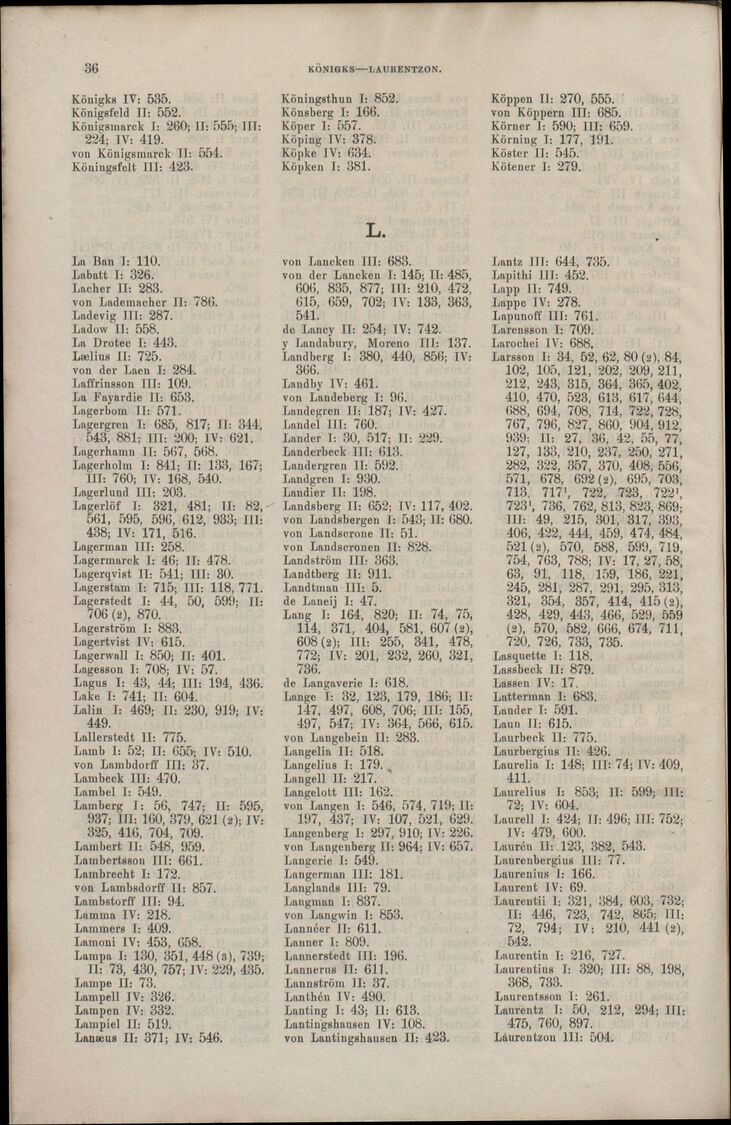 36
KÖNIGKS—LAURENTZON.
Königks IV: 535.
Königsfeld II: 552.
Königsmarck I: 260; II: 555; III:
224; IV: 419.
von Königsmarck II: 554.
Köningsfelt III: 423.
Köningsthun I: 852.
Könsberg I: 166.
Köper I: 557.
Köping IV: 378.
Köpke IV: 634.
Köpken I: 381.
Köppen II: 270, 555.
von Köppern III: 685.
Körner I: 590; III: 659.
Körning I: 177, 191.
Köster II: 545.
Kötener I: 279.
L.
La Ban I: 110.
Labatt I: 326.
Lacher II: 283.
von Lademacher II: 786.
Ladevig III: 287.
Ladow II: 558.
La Drotec I: 443.
Lælius II: 725.
von der Laen I: 284.
Laffrinsson III: 109.
La Fayardie II: 653.
Lagerbom II: 571.
Lagergren I: 685, 817; II: 344,
543, 881; III: 200; IV: 621.
Lagerhamn II: 567, 568.
Lagerholm I: 841; II: 133, 167;
III: 760; IV: 168, 540.
Lagerlund III: 203.
Lagerlöf I: 321, 481; II: 82,
561, 595, 596, 612, 933; III:
438; IV: 171, 516.
Lagerman III: 258.
Lagermarck I: 46; II: 478.
Lagerqvist II: 541; III: 30.
Lagerstam I: 715; III: 118, 771.
Lagerstedt I: 44, 50, 599; II:
706 (2), 870.
Lagerström I: 883.
Lagertvist IV: 615.
Lagerwall I: 850; II: 401.
Lagesson I: 708; IV: 57.
Lagus I: 43, 44; III: 194, 436.
Lake I: 741; II: 604.
Lalin I: 469; II: 230, 919; IV:
449.
Lallerstedt II: 775.
Lamb I: 52; II: 655; IV: 510.
von Lambdorff III: 37.
Lambeck III: 470.
Lambel I: 549.
Lamberg I: 56, 747; II: 595,
937; III: 160, 379, 621 (2); IV:
325, 416, 704, 709.
Lambert II: 548, 959.
Lambertsson III: 661.
Lambrecht I: 172.
von Lambsdorff II: 857.
Lambstorff III: 94.
Lamma IV: 218.
Lammers I: 409.
Lamoni IV: 453, 658.
Lampa I: 130, 351, 448 (3), 739;
II: 73, 430, 757; IV: 229, 435.
Lampe II: 73.
Lampell IV: 326.
Lampen IV: 332.
Lampiel II: 519.
Lanæus II: 371; IV: 546.
von Lancken III: 683.
von der Lancken I: 145; II: 485,
606, 835, 877; III: 210, 472,
615, 659, 702; IV: 133, 363,
541.
de Lancy II: 254; IV: 742.
y Landabury, Moreno III: 137.
Landberg I: 380, 440, 856; IV:
366.
Landby IV: 461.
von Landeberg I: 96.
Landegren II: 187; IV: 427.
Landel III: 760.
Lander I: 30, 517; II: 229.
Landerbeck III: 613.
Landergren II: 592.
Landgren I: 930.
Landier II: 198.
Landsberg II: 652; IV: 117, 402.
von Landsbergen I: 543; II: 680.
von Landscrone II: 51.
von Landscronen II: 828.
Landström III: 363.
Landtberg II: 911.
Landtman III: 5.
de Laneij I: 47.
Lang I: 164, 820; II: 74, 75,
114, 371, 404, 581, 607 (2),
608 (2); III: 255, 341, 478,
772; IV: 201, 232, 260, 321,
736.
de Langaverie I: 618.
Lange I: 32, 123, 179, 186; II:
147, 497, 608, 706; III: 155,
497, 547; IV: 364, 566, 615.
von Langebein II: 283.
Langelia II: 518.
Langelius I: 179.
Langell II: 217.
Langelott III: 162.
von Langen I: 546, 574, 719; II:
197, 437; IV: 107, 521, 629.
Langenberg I: 297, 910; IV: 226.
von Langenberg II: 964; IV: 657.
Langerie I: 549.
Langerman III: 181.
Langlands III: 79.
Langman I: 837.
von Langwin I: 853.
Lannéer II: 611.
Lanner I: 809.
Lannerstedt III: 196.
Lannerus II: 611.
Lannström II: 37.
Lanthén IV: 490.
Lanting I: 43; II: 613.
Lantingshausen IV: 108.
von Lantingshausen II: 423.
Lantz III: 644, 735.
Lapithi III: 452.
Lapp II: 749.
Lappe IV: 278.
Lapunoff III: 761.
Larensson I: 709.
Larochei IV: 688.
Larsson I: 34, 52, 62, 80 (2), 84,
102, 105, 121, 202, 209, 211,
212, 243, 315, 364, 365, 402,
410, 470, 523, 613, 617, 644,
688, 694, 708, 714, 722, 728,
767, 796, 827, 860, 904, 912,
939; II: 27, 36, 42, 55, 77,
127, 133, 210, 237, 250, 271,
282, 322, 357, 370, 408, 556,
571, 678, 692 (2), 695, 703,
713, 717¹, 722, 723, 722¹,
723¹, 736, 762, 813, 823, 869;
III: 49, 215, 301, 317, 393,
406, 422, 444, 459, 474, 484,
521 (2), 570, 588, 599, 719,
754, 763, 788; IV: 17, 27, 58,
63, 91, 118, 159, 186, 221,
245, 281, 287, 291, 295, 313,
321, 354, 357, 414, 415 (2),
428, 429, 443, 466, 529, 559
(2), 570, 582, 666, 674, 711,
720, 726, 733, 735.
Lasquette I: 118.
Lassbeck II: 879.
Lassen IV: 17.
Latterman I: 683.
Lauder I: 591.
Laun II: 615.
Laurbeck II: 775.
Laurbergius II: 426.
Laurelia I: 148; III: 74; IV: 409,
411.
Laurelius I: 853; II: 599; III:
72; IV: 604.
Laurell I: 424; II: 496; III: 752;
IV: 479, 600.
Laurén II: 123, 382, 543.
Laurenbergius III: 77.
Laurenius I: 166.
Laurent IV: 69.
Laurentii I: 321, 384, 603, 732;
II: 446, 723, 742, 865; III:
72, 794; IV: 210, 441 (2),
542.
Laurentin I: 216, 727.
Laurentius I: 320; III: 88, 198,
368, 733.
Laurentsson I: 261.
Laurentz I: 50, 212, 294; III:
475, 760, 897.
Laurentzon III: 504.